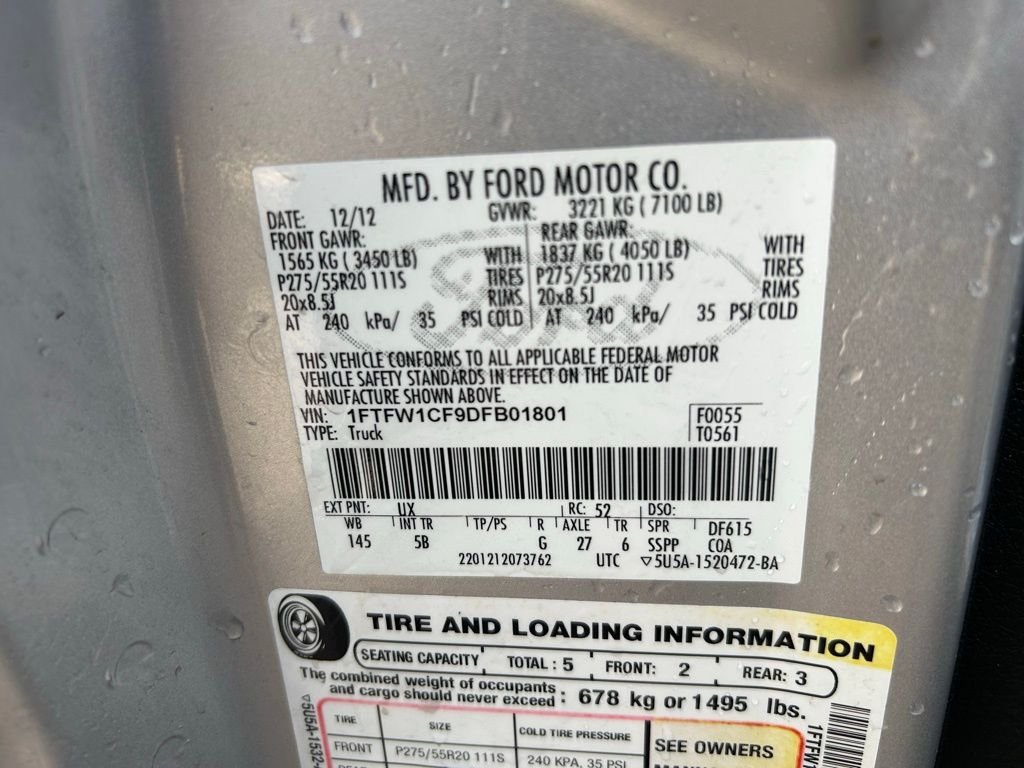 MFD. BY FORD MOTOR CO.
DATE: 12/12 GVWR: 3221 KG ( 7100 LB)
FRONT GAWR: REAR GAWR:
1565 KG ( 3450 LB) WITH 1837 KG ( 4050 LB) WITH
P275/55R20 111S TIRES P275/55R20 111S TIRES
20x8.5J RIMS 20x8.5J RIMS
AT 240 kPa/ 35 PSI COLD AT 240 kPa/ 35 PSI COLD
Ford
THIS VEHICLE CONFORMS TO ALL APPLICABLE FEDERAL MOTOR
VEHICLE SAFETY STANDARDS IN EFFECT ON THE DATE OF
MANUFACTURE SHOWN ABOVE.
VIN: 1FTFW1CF9DFB01801 F0055
TYPE: Truck T0561
EXT PNT: UX RC: 52 DSO:
WB INT TR TP/PS R AXLE TR SPR DF615
145 5B G 27 6 SSPP COA
2201212073762 UTC ▽5U5A-1520472-BA
TIRE AND LOADING INFORMATION
SEATING CAPACITY TOTAL : 5 FRONT: 2 REAR: 3
The combined weight of occupants
and cargo should never exceed : 678 kg or 1495 lbs.
TIRE SIZE COLD TIRE PRESSURE SEE OWNERS
FRONT P275/55R20 111S 240 KPA, 35 PSI
▽5U5A-1532
1FTFW1